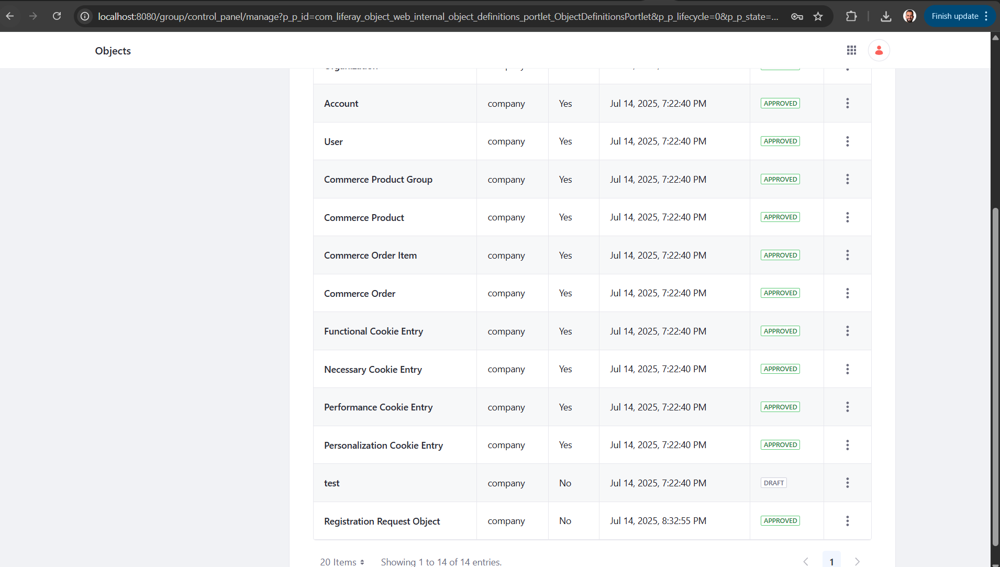 localhost:8080/group/control_panel/manage?p_p_id=com_liferay_object_web_internal_object_definitions_portlet_ObjectDefinitionsPortlet&p_p_lifecycle=0&p_p_state=...
Finish update
Objects
Account company Yes Jul 14, 2025, 7:22:40 PM APPROVED
User company Yes Jul 14, 2025, 7:22:40 PM APPROVED
Commerce Product Group company Yes Jul 14, 2025, 7:22:40 PM APPROVED
Commerce Product company Yes Jul 14, 2025, 7:22:40 PM APPROVED
Commerce Order Item company Yes Jul 14, 2025, 7:22:40 PM APPROVED
Commerce Order company Yes Jul 14, 2025, 7:22:40 PM APPROVED
Functional Cookie Entry company Yes Jul 14, 2025, 7:22:40 PM APPROVED
Necessary Cookie Entry company Yes Jul 14, 2025, 7:22:40 PM APPROVED
Performance Cookie Entry company Yes Jul 14, 2025, 7:22:40 PM APPROVED
Personalization Cookie Entry company Yes Jul 14, 2025, 7:22:40 PM APPROVED
test company No Jul 14, 2025, 7:22:40 PM DRAFT
Registration Request Object company No Jul 14, 2025, 8:32:55 PM APPROVED
20 Items Showing 1 to 14 of 14 entries. 1